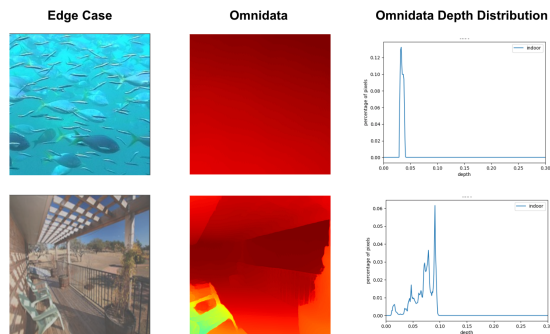 Edge Case Omnidata Omnidata Depth Distribution
indoor
percentage of pixels
0.12
0.10
0.08
0.06
0.04
0.02
0.00
0.00 0.05 0.10 0.15 0.20 0.25 0.30
depth
indoor
percentage of pixels
0.06
0.05
0.04
0.03
0.02
0.01
0.00
0.00 0.05 0.10 0.15 0.20 0.25 0.30
depth